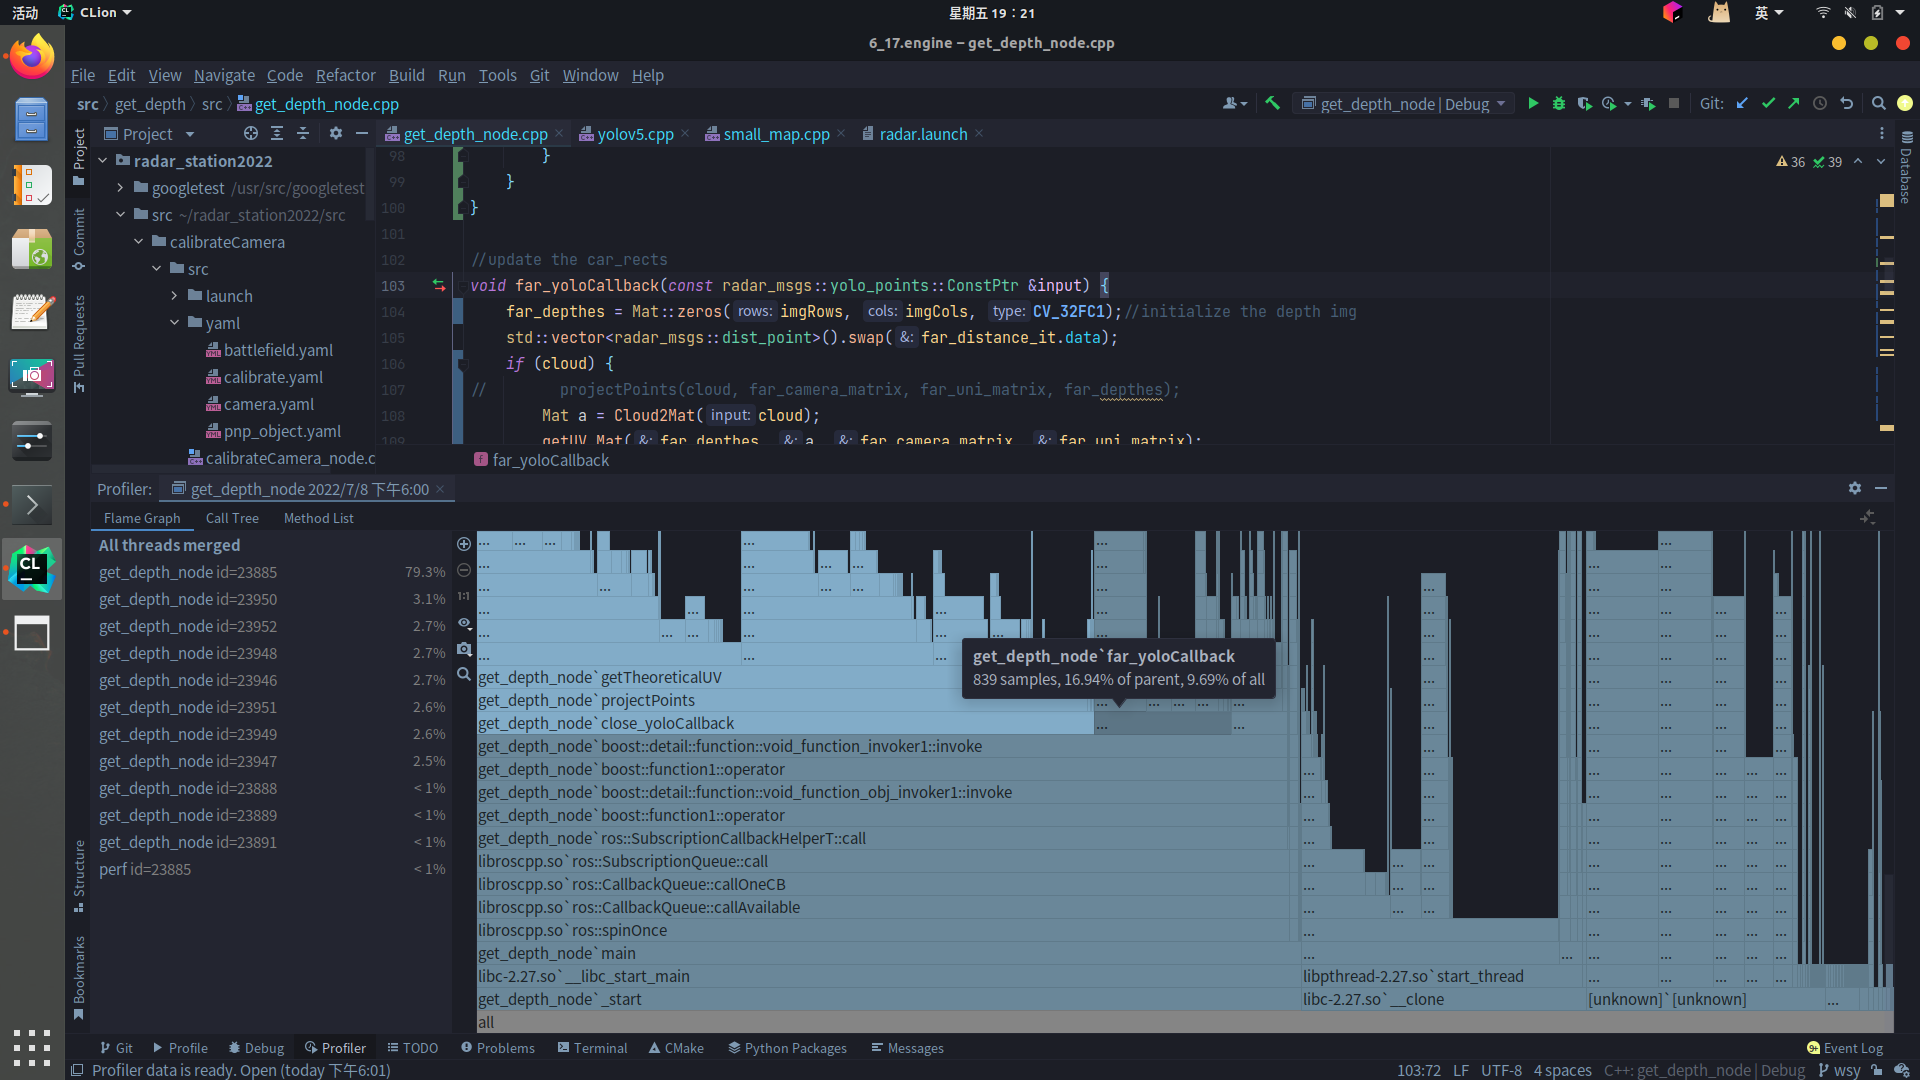 活动 CLion 星期五 19：21 英
6_17.engine – get_depth_node.cpp
File Edit View Navigate Code Refactor Build Run Tools Git Window Help
src get_depth src get_depth_node.cpp get_depth_node | Debug Git:
Project get_depth_node.cpp yolov5.cpp small_map.cpp radar.launch
Project
Commit
Pull Requests
Structure
Bookmarks
Database
radar_station2022
googletest /usr/src/googletest
src ~/radar_station2022/src
calibrateCamera
src
launch
yaml
battlefield.yaml
calibrate.yaml
camera.yaml
pnp_object.yaml
calibrateCamera_node.c
36 39
98 }
99 }
100 }
101
102 //update the car_rects
103 void far_yoloCallback(const radar_msgs::yolo_points::ConstPtr &input) {
104 far_depthes = Mat::zeros( rows: imgRows, cols: imgCols, type: CV_32FC1);//initialize the depth img
105 std::vector<radar_msgs::dist_point>().swap( &: far_distance_it.data);
106 if (cloud) {
107 // projectPoints(cloud, far_camera_matrix, far_uni_matrix, far_depthes);
108 Mat a = Cloud2Mat( input: cloud);
109 getUV_Mat( &: far_depthes, &: a, &: far_camera_matrix, &: far_uni_matrix);
f far_yoloCallback
Profiler: get_depth_node 2022/7/8 下午6:00
Flame Graph Call Tree Method List
All threads merged
get_depth_node id=23885 79.3%
get_depth_node id=23950 3.1%
get_depth_node id=23952 2.7%
get_depth_node id=23948 2.7%
get_depth_node id=23946 2.7%
get_depth_node id=23951 2.6%
get_depth_node id=23949 2.6%
get_depth_node id=23947 2.5%
get_depth_node id=23888 < 1%
get_depth_node id=23889 < 1%
get_depth_node id=23891 < 1%
perf id=23885 < 1%
1:1
get_depth_node`far_yoloCallback
839 samples, 16.94% of parent, 9.69% of all
get_depth_node`getTheoreticalUV
get_depth_node`projectPoints
get_depth_node`close_yoloCallback
get_depth_node`boost::detail::function::void_function_invoker1::invoke
get_depth_node`boost::function1::operator
get_depth_node`boost::detail::function::void_function_obj_invoker1::invoke
get_depth_node`boost::function1::operator
get_depth_node`ros::SubscriptionCallbackHelperT::call
libroscpp.so`ros::SubscriptionQueue::call
libroscpp.so`ros::CallbackQueue::callOneCB
libroscpp.so`ros::CallbackQueue::callAvailable
libroscpp.so`ros::spinOnce
get_depth_node`main
libc-2.27.so`__libc_start_main libpthread-2.27.so`start_thread
get_depth_node`_start libc-2.27.so`__clone [unknown]`[unknown]
all
Git Profile Debug Profiler TODO Problems Terminal CMake Python Packages Messages 9+ Event Log
Profiler data is ready. Open (today 下午6:01) 103:72 LF UTF-8 4 spaces C++: get_depth_node | Debug wsy